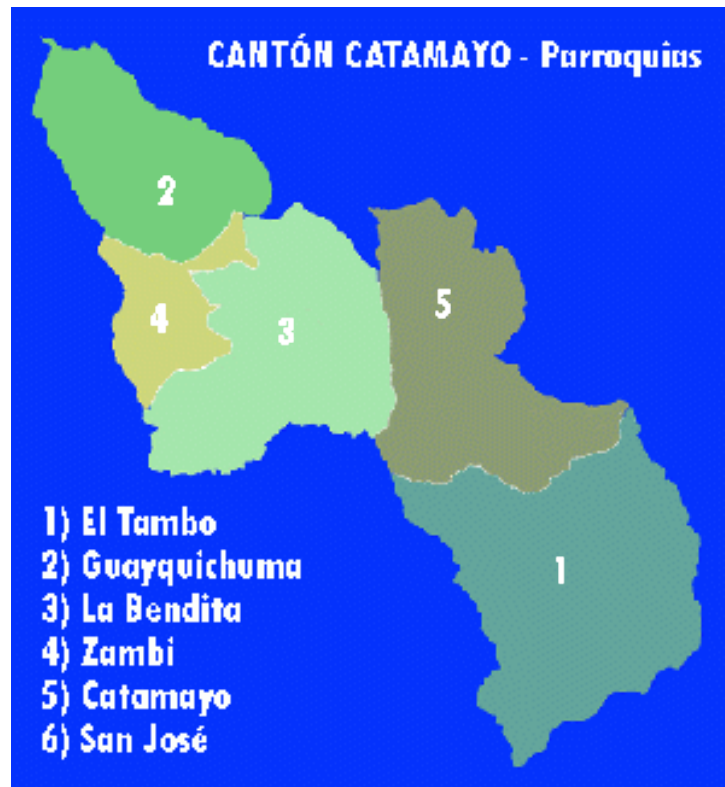 CANTÓN CATAMAYO - Parroquias
2
5
4
3
1
1) El Tambo
2) Guayquichuma
3) La Bendita
4) Zambi
5) Catamayo
6) San José